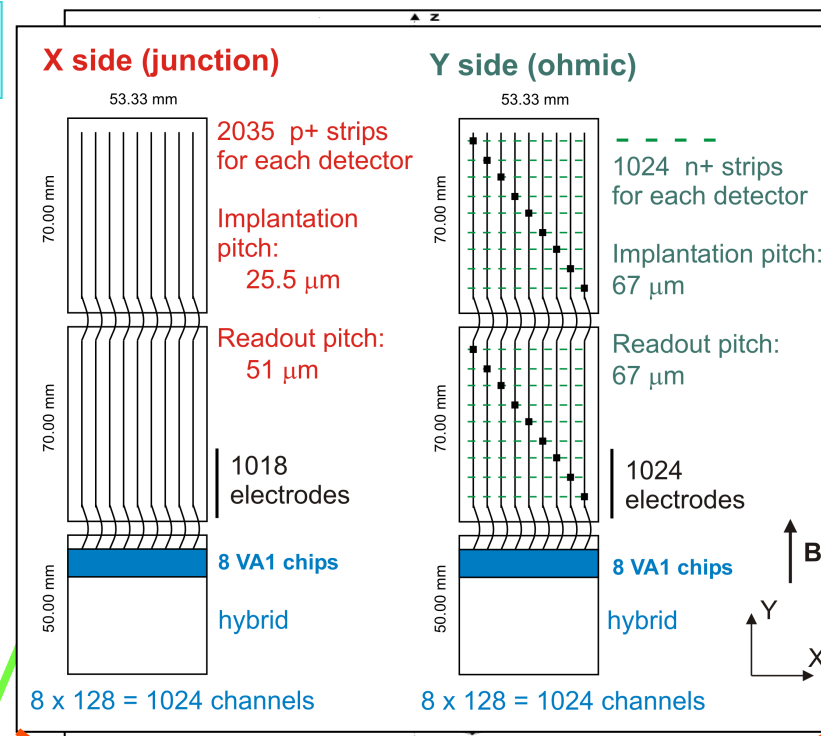 z
X side (junction)
53.33 mm
70.00 mm
2035 p+ strips
for each detector
Implantation
pitch:
25.5 μm
Readout pitch:
51 μm
70.00 mm
1018
electrodes
8 VA1 chips
50.00 mm
hybrid
8 x 128 = 1024 channels
Y side (ohmic)
53.33 mm
70.00 mm
1024 n+ strips
for each detector
Implantation pitch:
67 μm
Readout pitch:
67 μm
70.00 mm
1024
electrodes
8 VA1 chips
50.00 mm
hybrid
8 x 128 = 1024 channels
B
Y
X